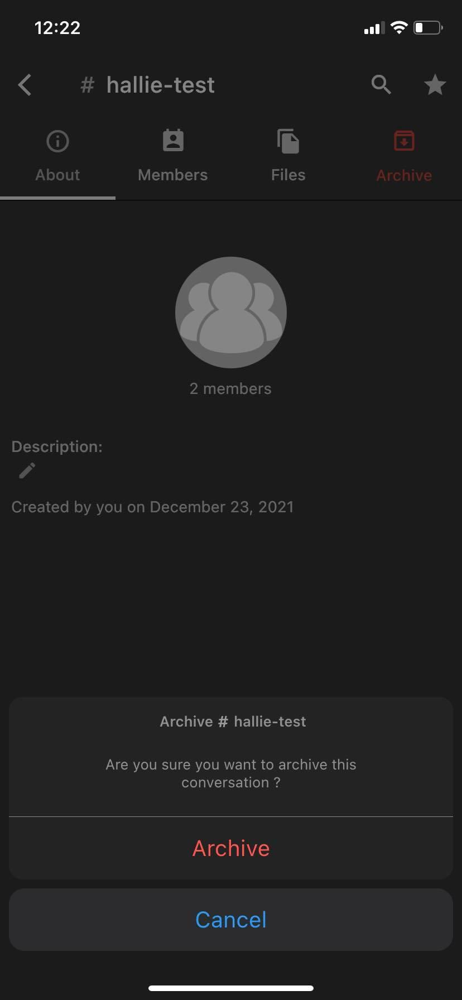 12:22
# hallie-test
About
Members
Files
Archive
2 members
Description:
Created by you on December 23, 2021
Archive # hallie-test
Are you sure you want to archive this
conversation ?
Archive
Cancel